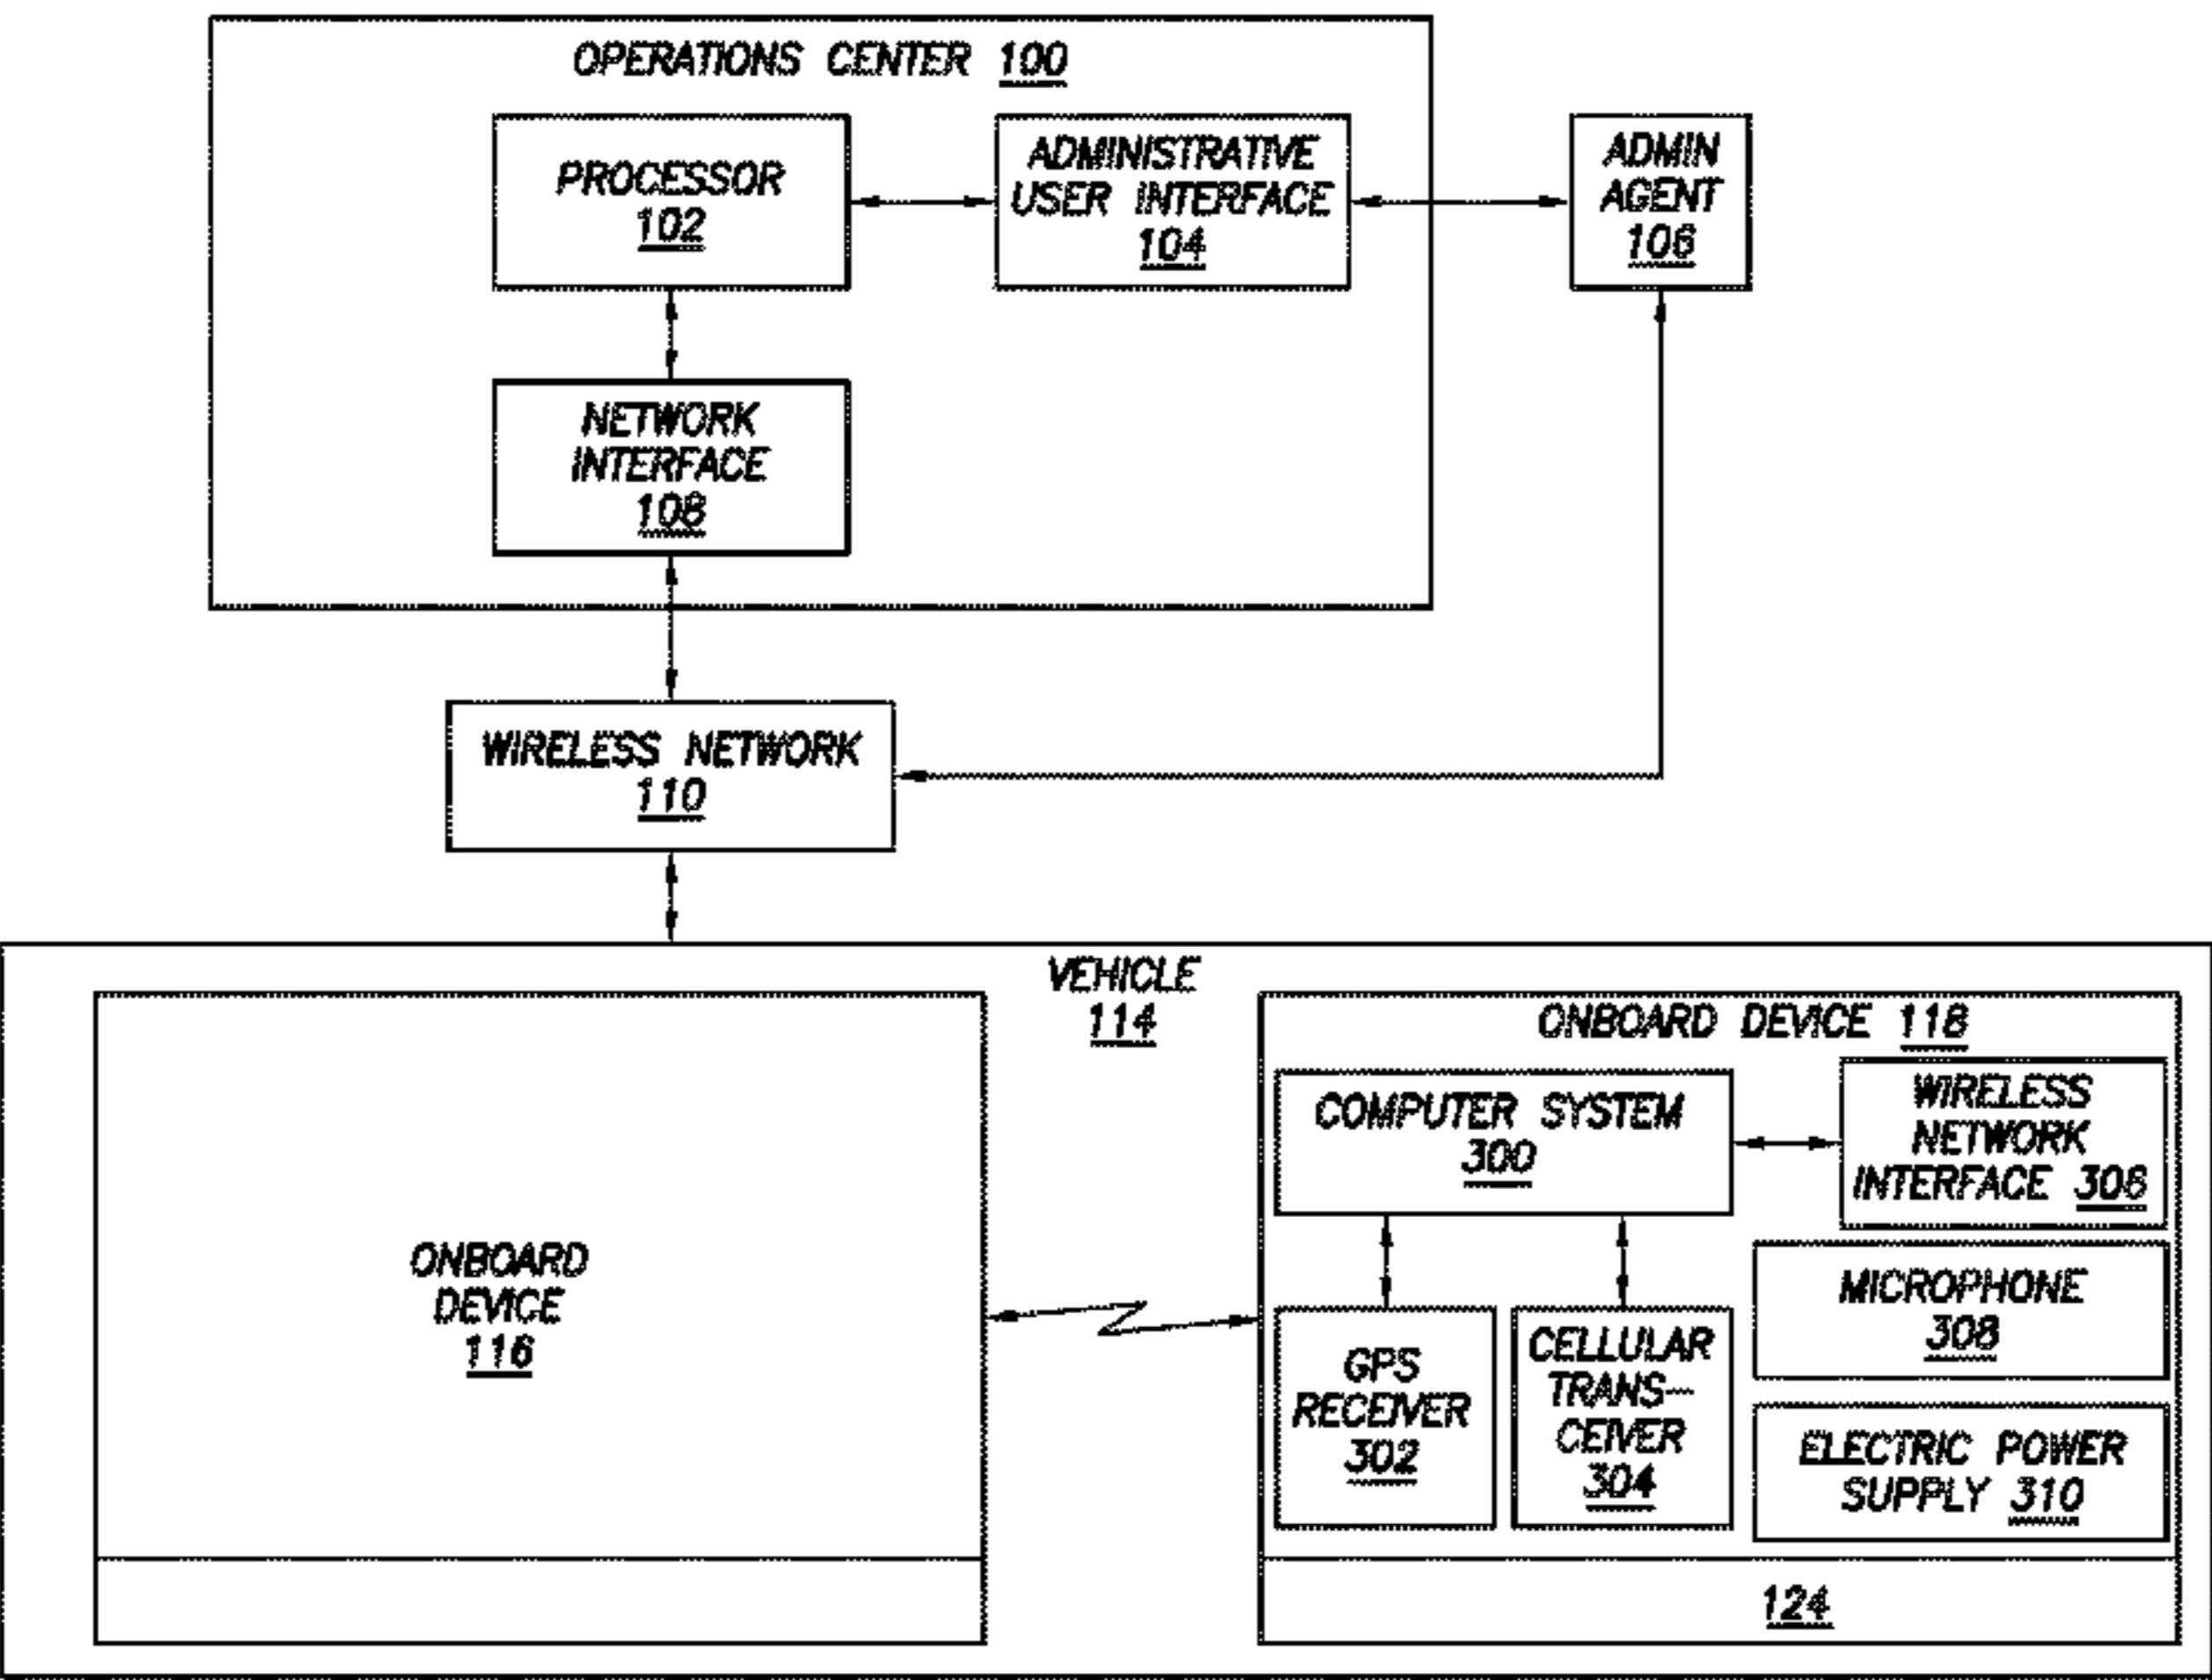 OPERATIONS CENTER 100
PROCESSOR
102
ADMINISTRATIVE
USER INTERFACE
104
ADMIN
AGENT
106
NETWORK
INTERFACE
108
WIRELESS NETWORK
110
VEHICLE
114
ONBOARD
DEVICE
116
ONBOARD DEVICE 118
COMPUTER SYSTEM
300
WIRELESS
NETWORK
INTERFACE 306
GPS
RECEIVER
302
CELLULAR
TRANS-
CEIVER
304
MICROPHONE
308
ELECTRIC POWER
SUPPLY 310
124